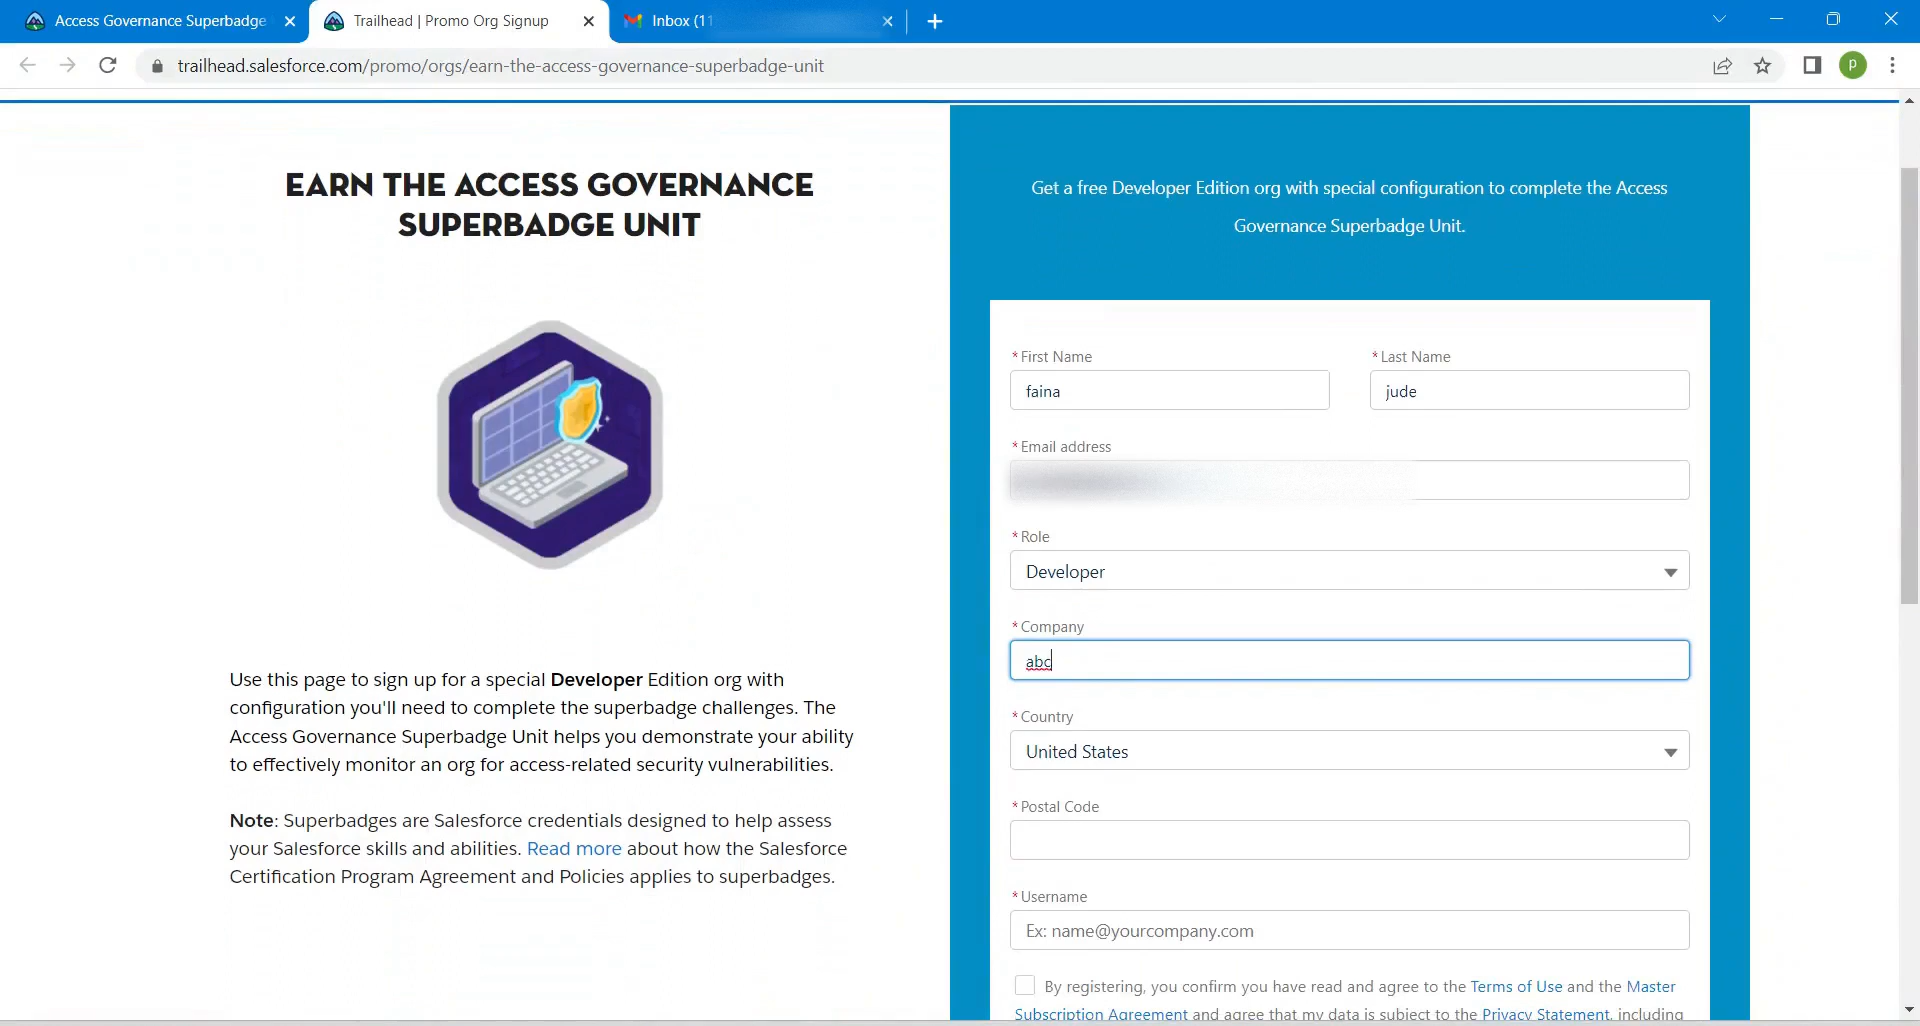 Access Governance Superbadge
Trailhead | Promo Org Signup
Inbox (11
trailhead.salesforce.com/promo/orgs/earn-the-access-governance-superbadge-unit
P
EARN THE ACCESS GOVERNANCE
SUPERBADGE UNIT
Use this page to sign up for a special Developer Edition org with
configuration you'll need to complete the superbadge challenges. The
Access Governance Superbadge Unit helps you demonstrate your ability
to effectively monitor an org for access-related security vulnerabilities.
Note: Superbadges are Salesforce credentials designed to help assess
your Salesforce skills and abilities. Read more about how the Salesforce
Certification Program Agreement and Policies applies to superbadges.
Get a free Developer Edition org with special configuration to complete the Access
Governance Superbadge Unit.
* First Name
faina
* Last Name
jude
* Email address
* Role
Developer
* Company
abc
* Country
United States
* Postal Code
* Username
Ex: name@yourcompany.com
By registering, you confirm you have read and agree to the Terms of Use and the Master
Subscription Agreement and agree that my data is subject to the Privacy Statement, including